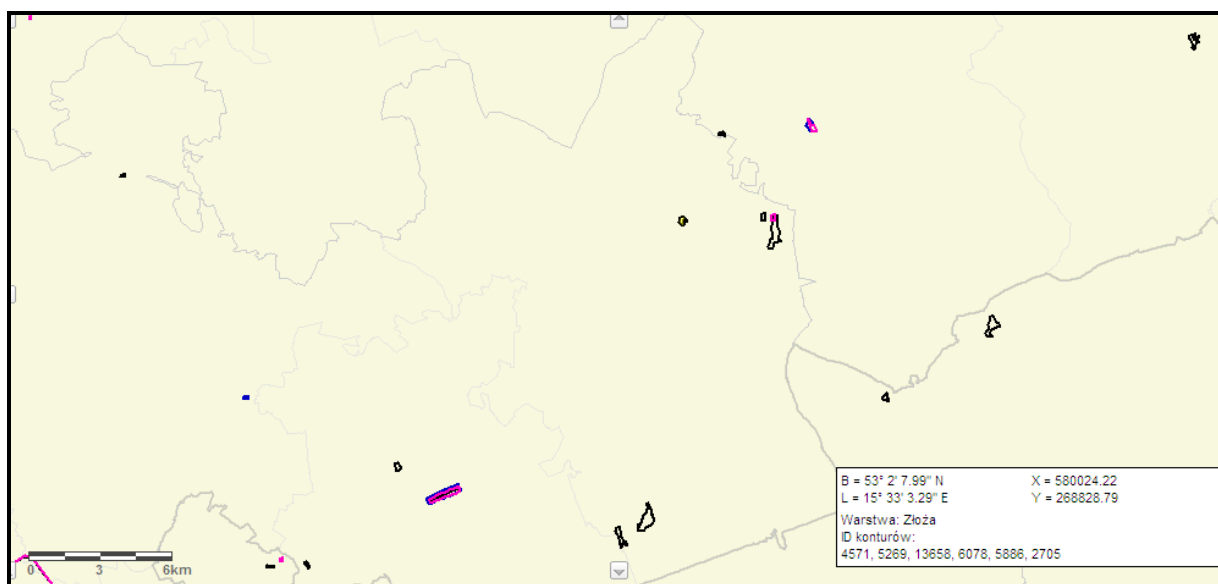 B = 53° 2' 7.99" N X = 580024.22
L = 15° 33' 3.29" E Y = 268828.79
Warstwa: Złoża
ID konturów:
4571, 5269, 13658, 6078, 5886, 2705
0 3 6km